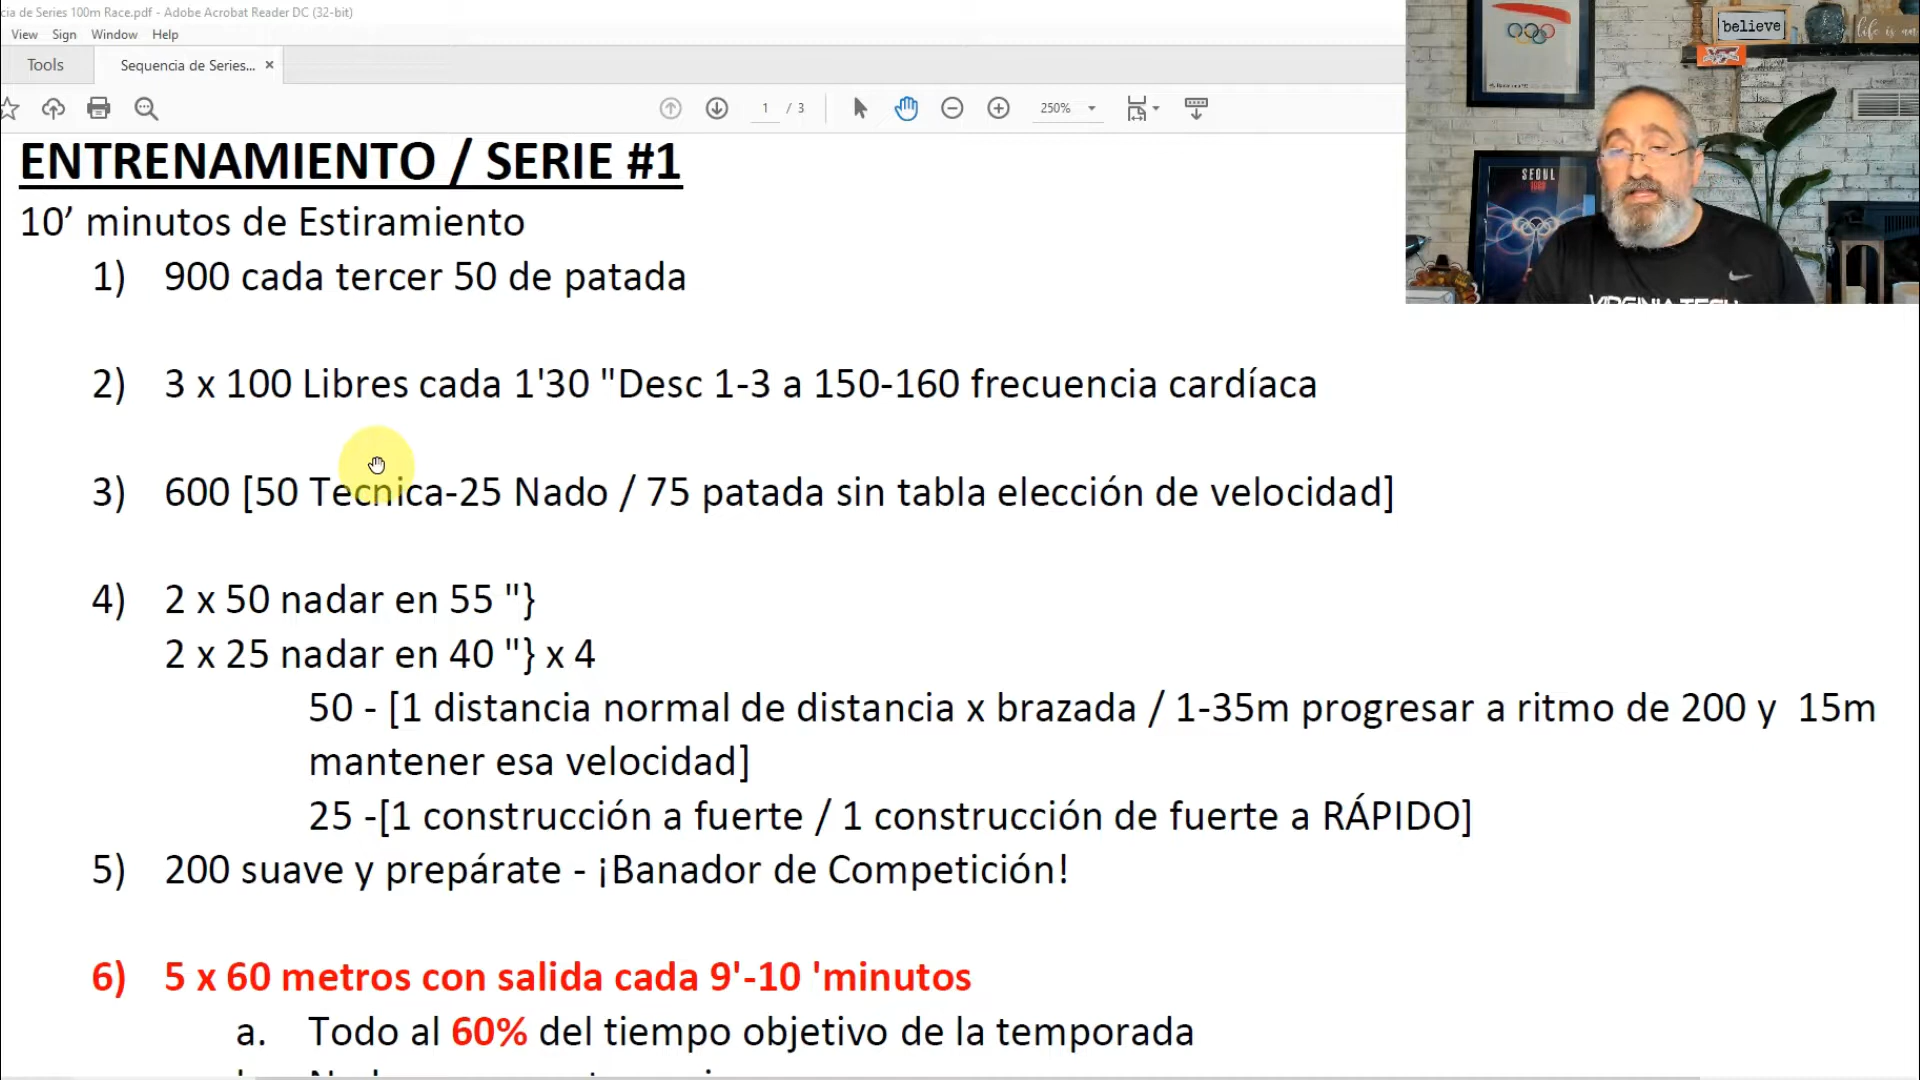 cia de Series 100m Race.pdf - Adobe Acrobat Reader DC (32-bit)
View Sign Window Help
Tools Sequencia de Series... ×
1 / 3 250%
ENTRENAMIENTO / SERIE #1
10’ minutos de Estiramiento
1) 900 cada tercer 50 de patada
2) 3 x 100 Libres cada 1'30 "Desc 1-3 a 150-160 frecuencia cardíaca
3) 600 [50 Tecnica-25 Nado / 75 patada sin tabla elección de velocidad]
4) 2 x 50 nadar en 55 "}
2 x 25 nadar en 40 "} x 4
50 - [1 distancia normal de distancia x brazada / 1-35m progresar a ritmo de 200 y 15m
mantener esa velocidad]
25 -[1 construcción a fuerte / 1 construcción de fuerte a RÁPIDO]
5) 200 suave y prepárate - ¡Banador de Competición!
6) 5 x 60 metros con salida cada 9'-10 'minutos
a. Todo al 60% del tiempo objetivo de la temporada
believe
life is
SEOUL
VIRGINIA TECH